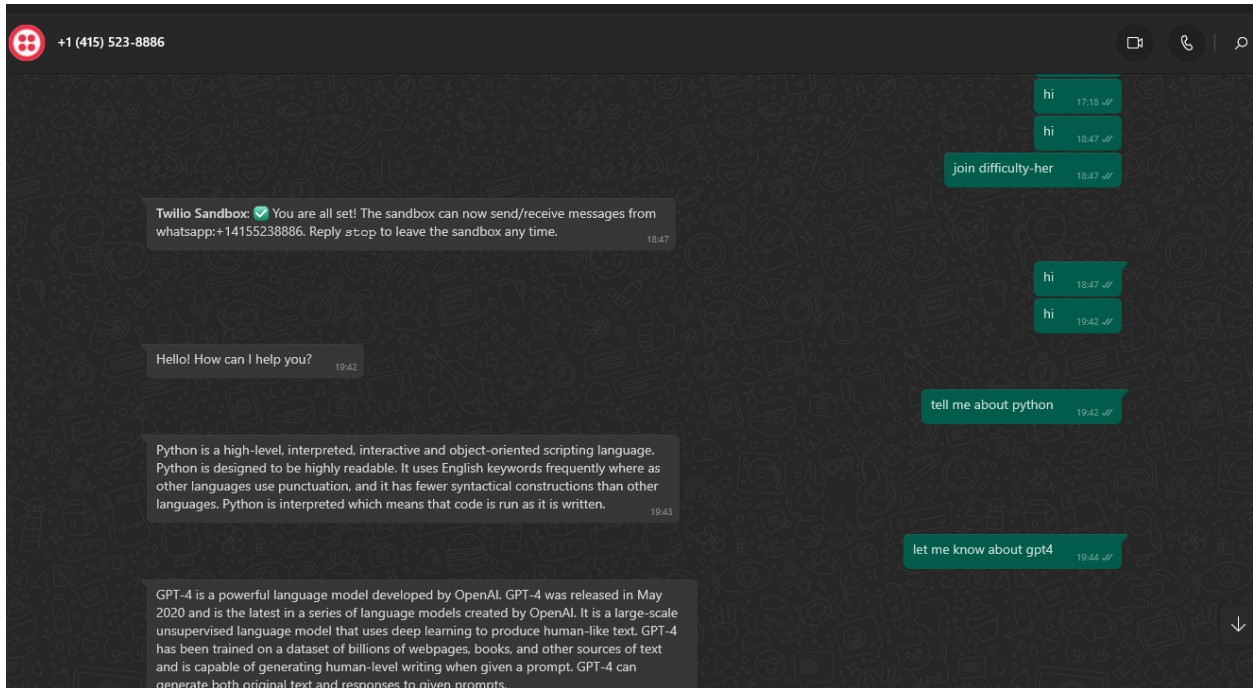 +1 (415) 523-8886
hi
17:18
hi
18:47
join difficulty-her
18:47
Twilio Sandbox: ✅ You are all set! The sandbox can now send/receive messages from
whatsapp:+14155238886. Reply stop to leave the sandbox any time.
18:47
hi
18:47
hi
19:42
Hello! How can I help you?
19:42
tell me about python
19:42
Python is a high-level, interpreted, interactive and object-oriented scripting language.
Python is designed to be highly readable. It uses English keywords frequently where as
other languages use punctuation, and it has fewer syntactical constructions than other
languages. Python is interpreted which means that code is run as it is written.
19:43
let me know about gpt4
19:44
GPT-4 is a powerful language model developed by OpenAI. GPT-4 was released in May
2020 and is the latest in a series of language models created by OpenAI. It is a large-scale
unsupervised language model that uses deep learning to produce human-like text. GPT-4
has been trained on a dataset of billions of webpages, books, and other sources of text
and is capable of generating human-level writing when given a prompt. GPT-4 can
generate both original text and responses to given prompts.